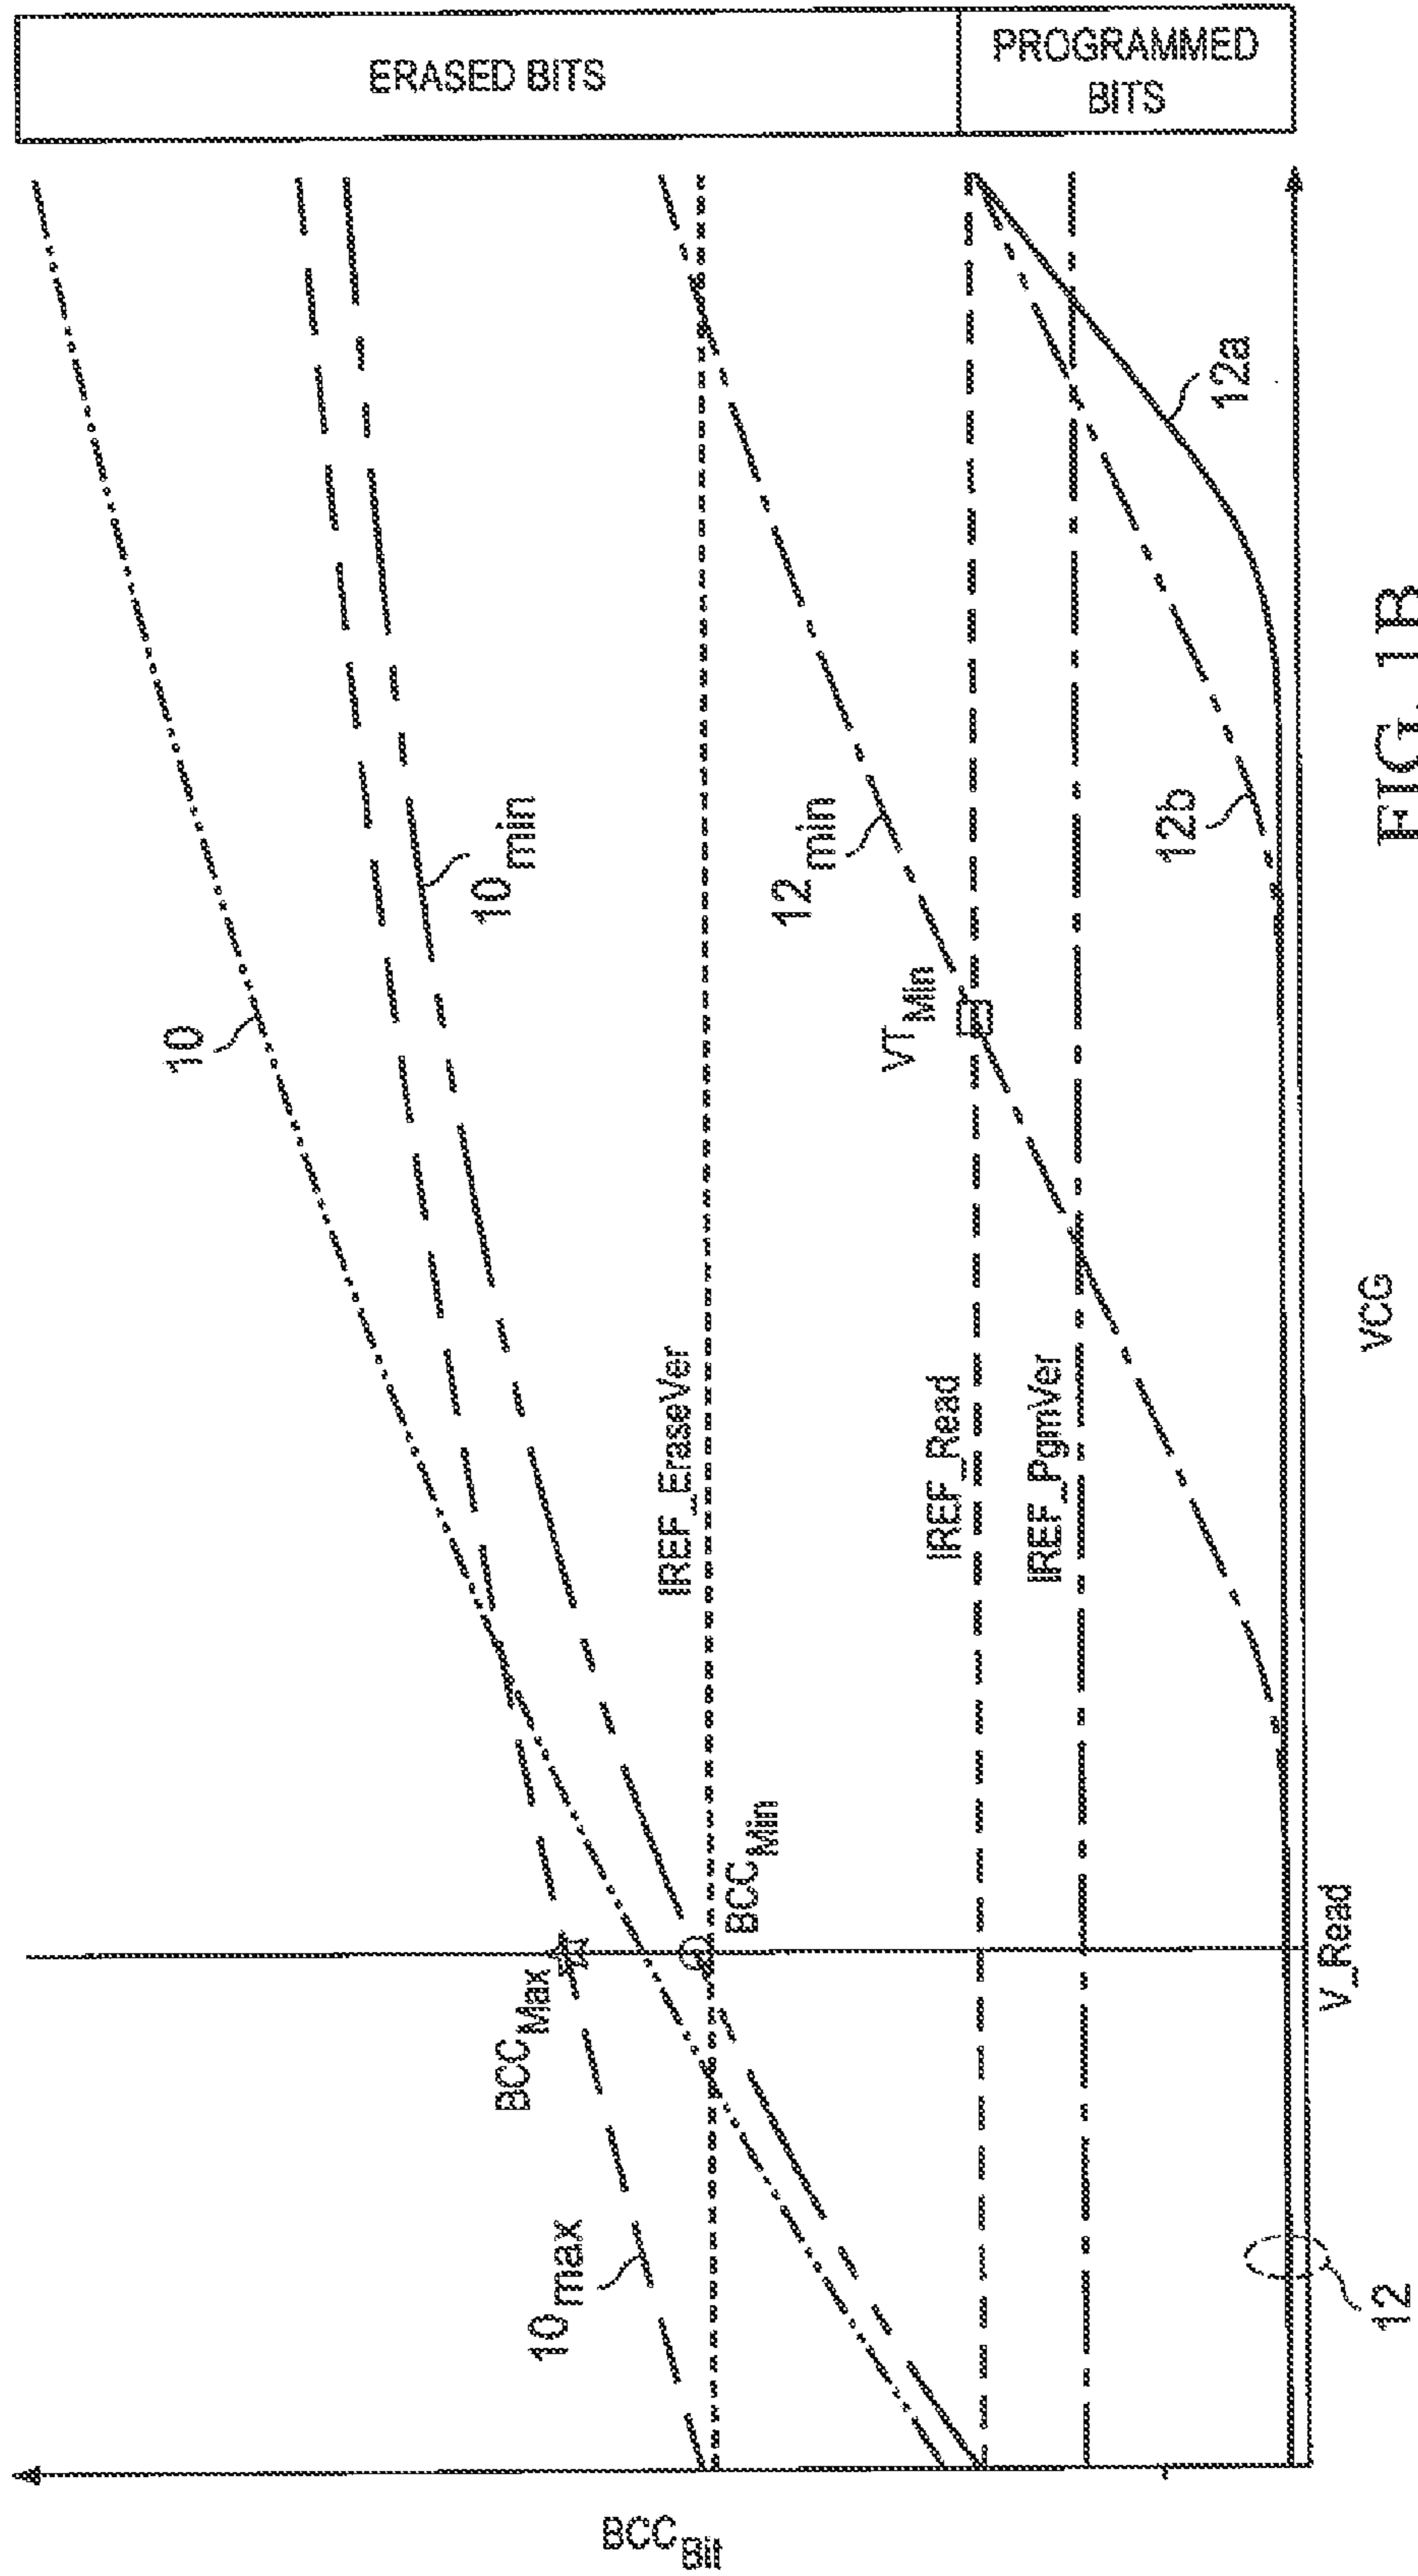 ERASED BITS
PROGRAMMED
BITS
10
10min
12min
VTMin
12a
12b
IREF_EraseVer
IREF_Read
IREF_PgmVer
BCCMax
BCCMin
10max
12
BCCBit
V_Read
VCG
FIG. 1B